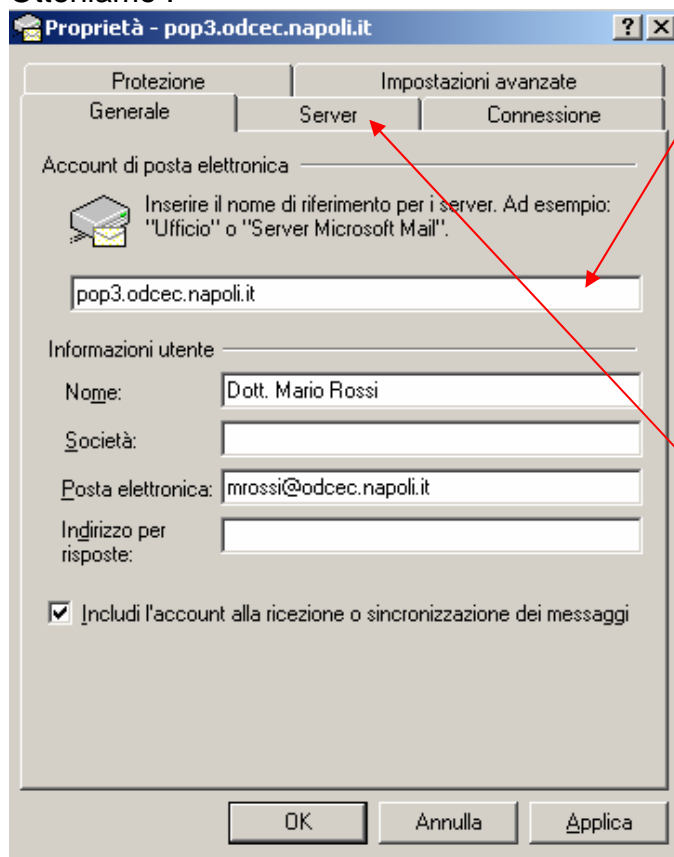 Otteniamo :
Proprietà - pop3.odcec.napoli.it
Protezione
Impostazioni avanzate
Generale
Server
Connessione
Account di posta elettronica
Inserire il nome di riferimento per i server. Ad esempio:
"Ufficio" o "Server Microsoft Mail".
pop3.odcec.napoli.it
Informazioni utente
Nome:
Dott. Mario Rossi
Società:
Posta elettronica:
mrossi@odcec.napoli.it
Indirizzo per
risposte:
Includi l'account alla ricezione o sincronizzazione dei messaggi
OK
Annulla
Applica